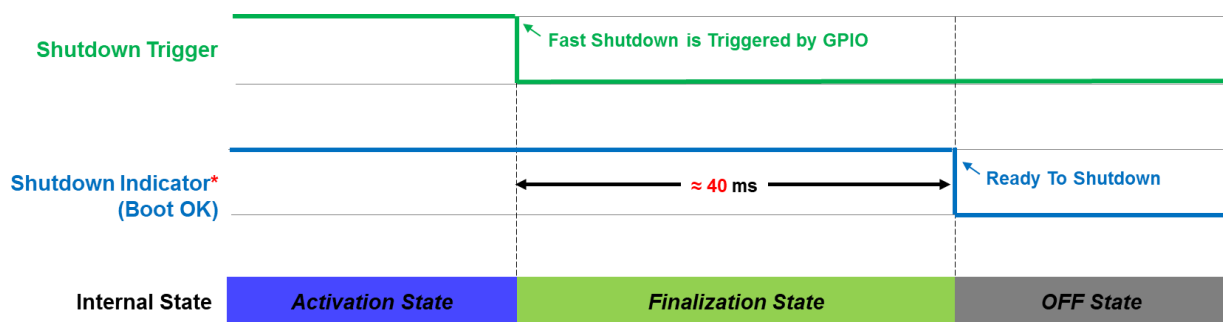 Shutdown Trigger
Fast Shutdown is Triggered by GPIO
Shutdown Indicator*
(Boot OK)
≈ 40 ms
Ready To Shutdown
Internal State
Activation State
Finalization State
OFF State